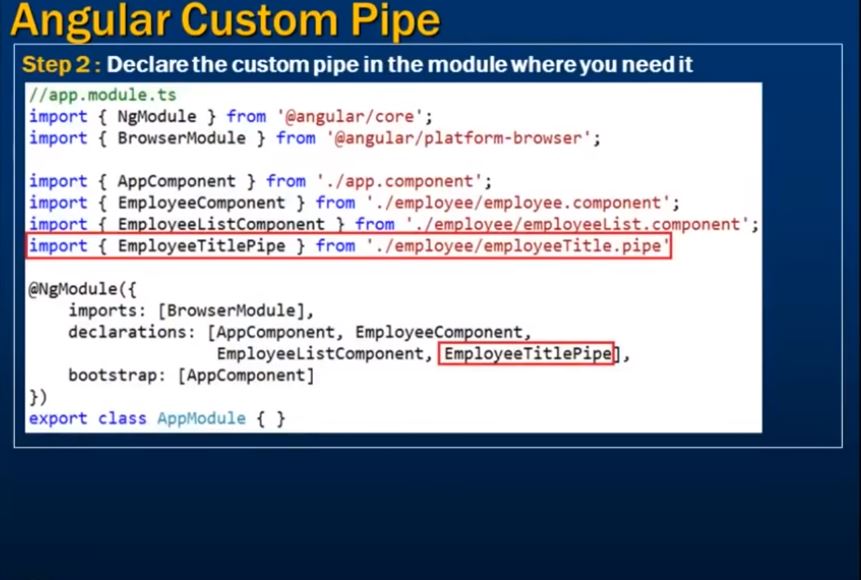 Angular Custom Pipe
Step 2 : Declare the custom pipe in the module where you need it
//app.module.ts
import { NgModule } from '@angular/core';
import { BrowserModule } from '@angular/platform-browser';
import { AppComponent } from './app.component';
import { EmployeeComponent } from './employee/employee.component';
import { EmployeeListComponent } from './employee/employeeList.component';
import { EmployeeTitlePipe } from './employee/employeeTitle.pipe'
@NgModule({
    imports: [BrowserModule],
    declarations: [AppComponent, EmployeeComponent,
                   EmployeeListComponent, EmployeeTitlePipe],
    bootstrap: [AppComponent]
})
export class AppModule { }